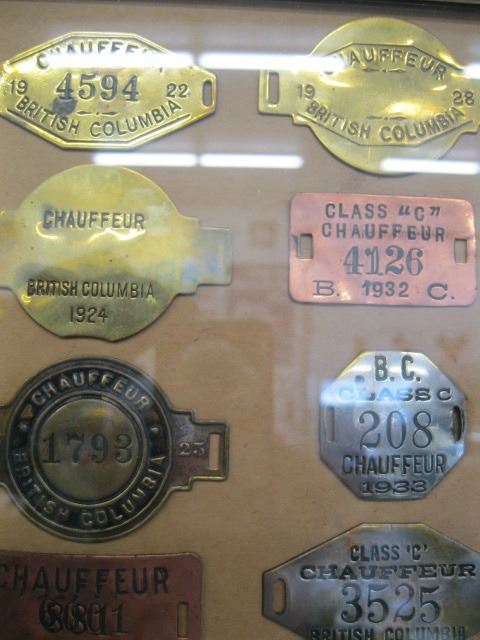 CHAUFFEUR
19 4594 22
BRITISH COLUMBIA
CHAUFFEUR
19 28
BRITISH COLUMBIA
CHAUFFEUR
BRITISH COLUMBIA
1924
CLASS "C"
CHAUFFEUR
4126
B. 1932 C.
CHAUFFEUR
1793 25
BRITISH COLUMBIA
B.C.
CLASS C
208
CHAUFFEUR
1933
CHAUFFEUR
CLASS 'C'
CHAUFFEUR
3525
BRITISH COLUMBIA